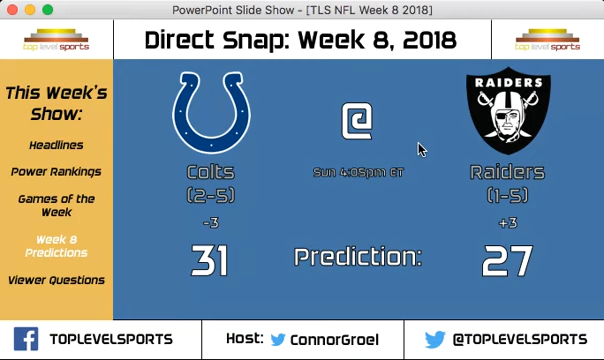 PowerPoint Slide Show - [TLS NFL Week 8 2018]
top level sports
Direct Snap: Week 8, 2018
top level sports
This Week's
Show:
Headlines
Power Rankings
Games of the
Week
Week 8
Predictions
Viewer Questions
Colts
(2-5)
-3
31
@
Sun 4:05pm ET
Prediction:
RAIDERS
Raiders
(1-5)
+3
27
TOPLEVELSPORTS
Host: ConnorGroel
@TOPLEVELSPORTS